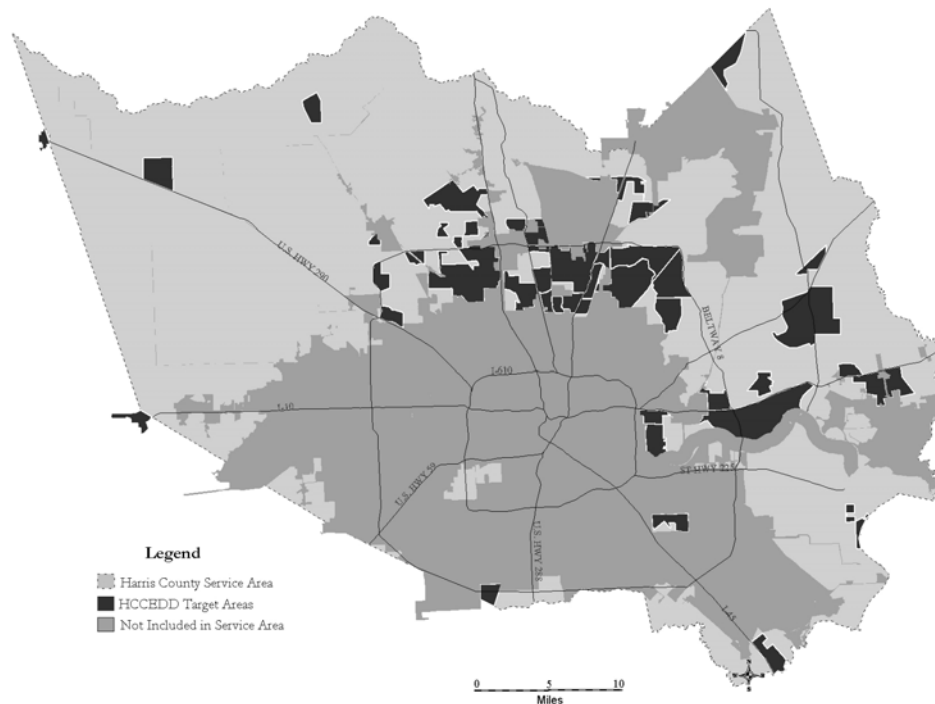 U.S. HWY 290
BELTWAY 8
I-610
I-10
U.S. HWY 59
ST HWY 225
U.S. HWY 288
I-45
Legend
Harris County Service Area
HCCEDD Target Areas
Not Included in Service Area
0 5 10
Miles